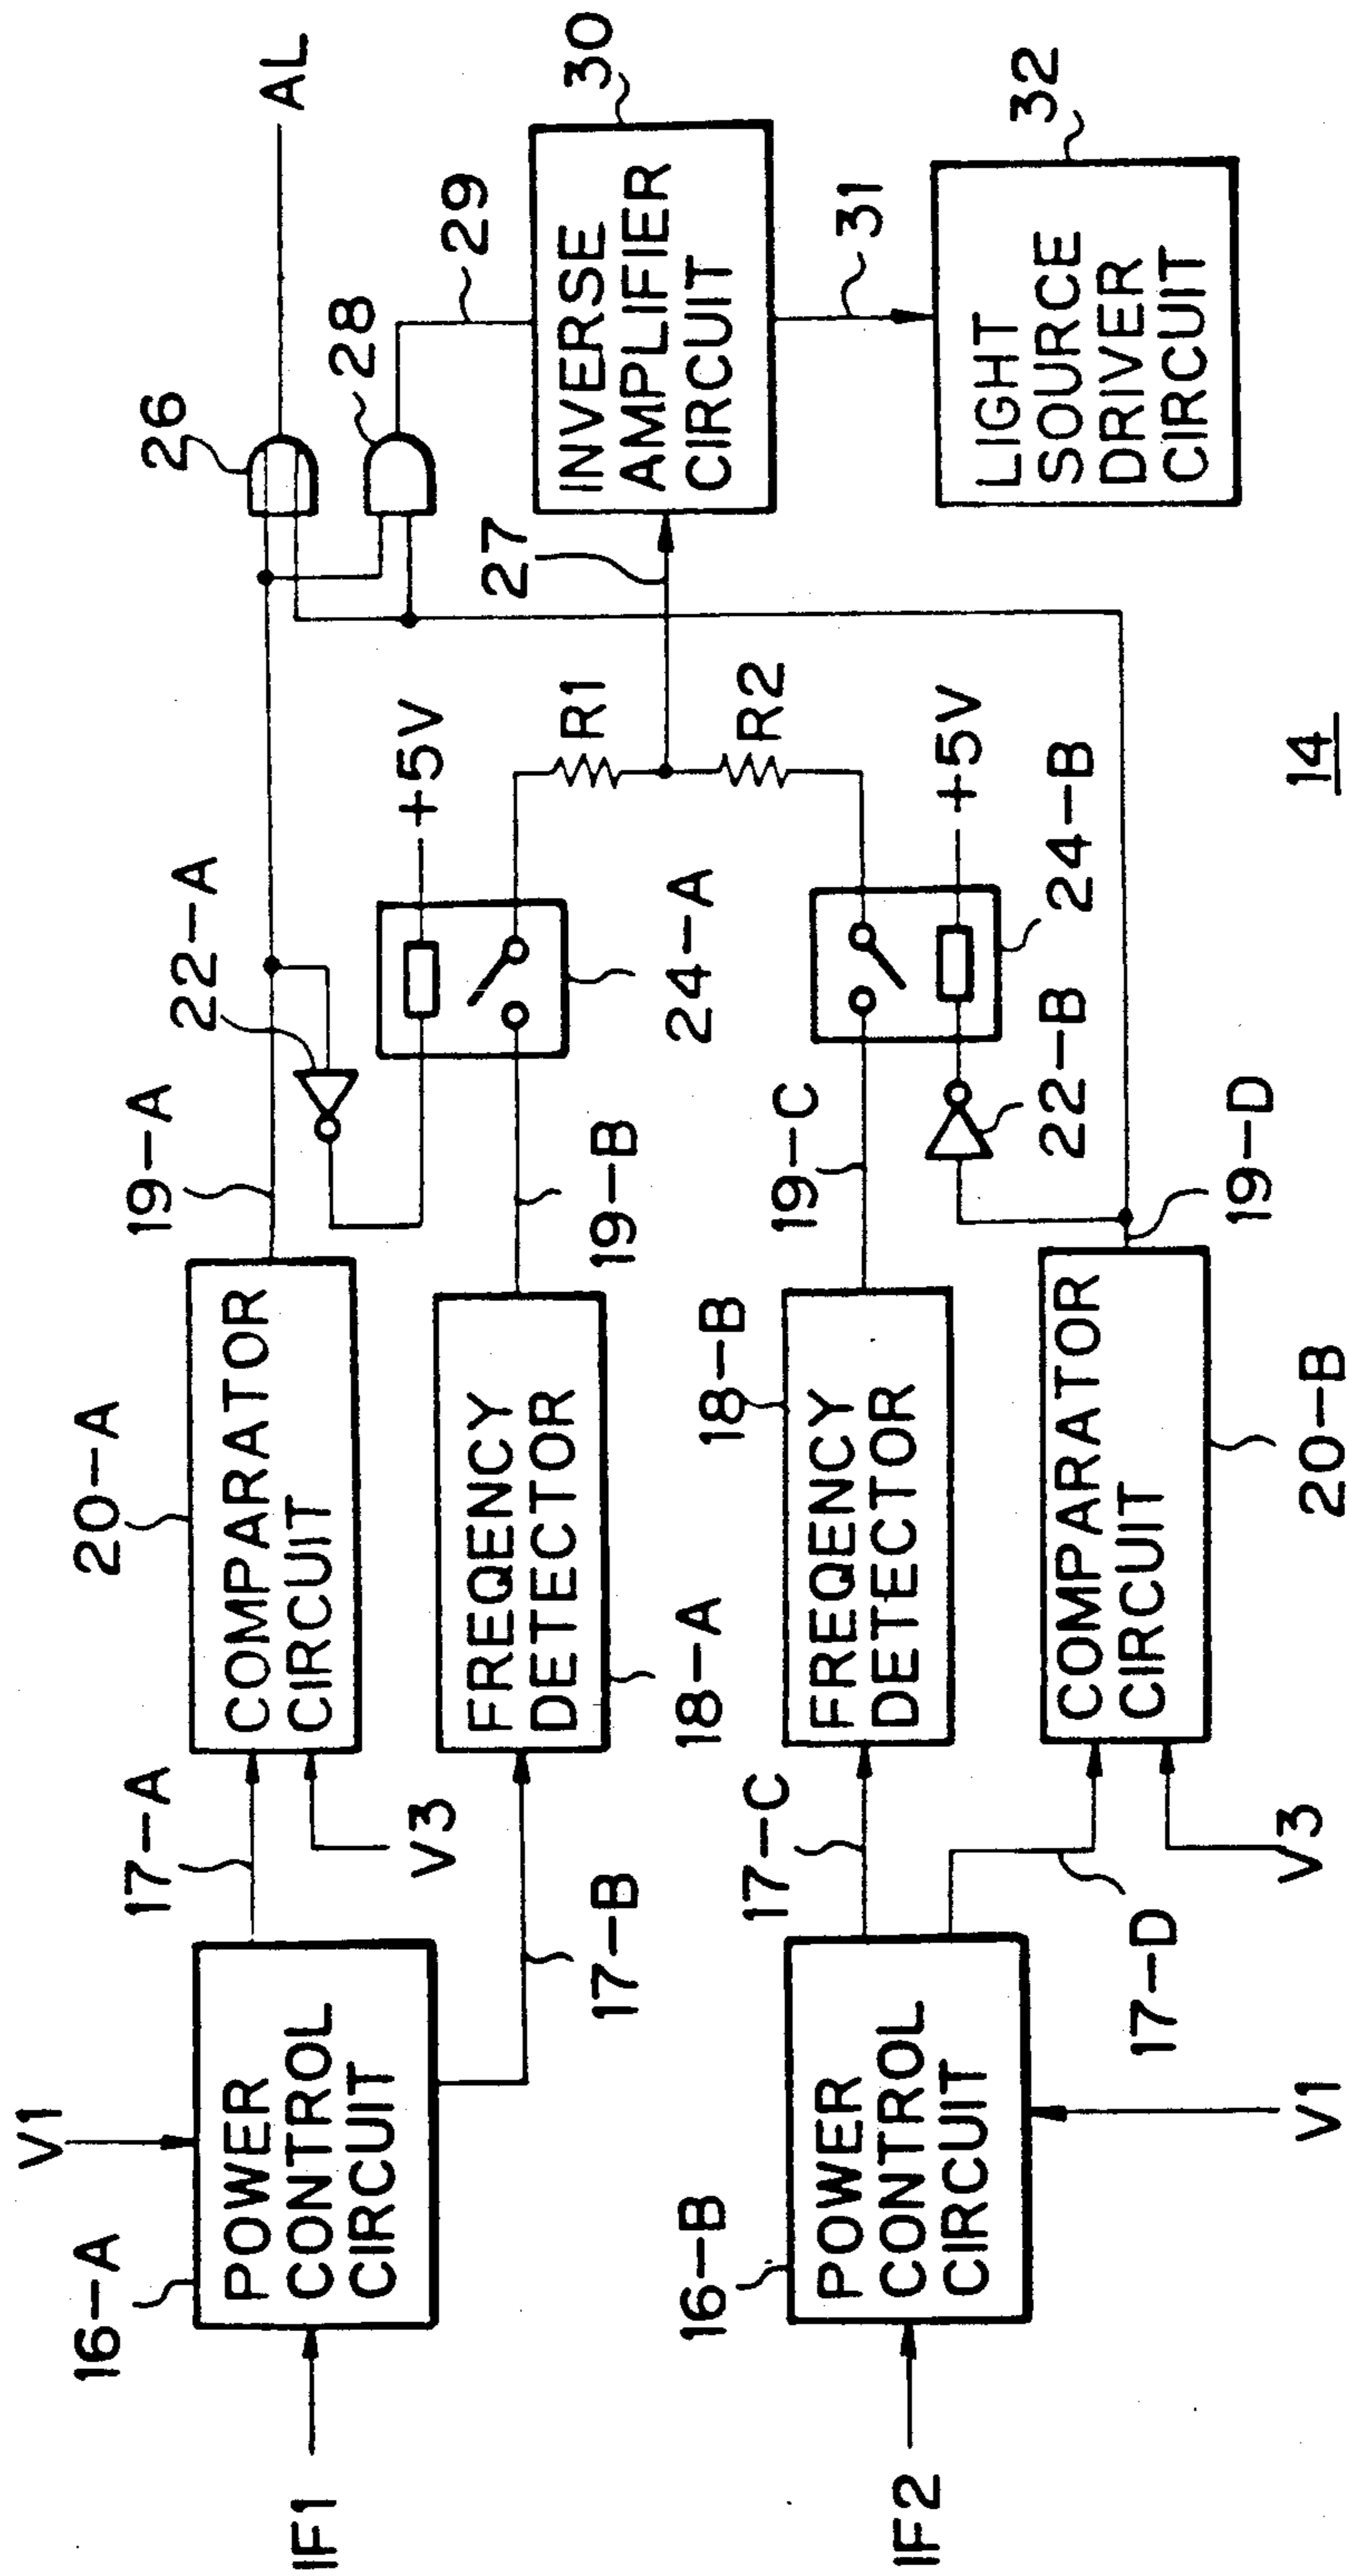 IF1
16-A
V1
POWER
CONTROL
CIRCUIT
17-A
17-B
V3
20-A
COMPARATOR
CIRCUIT
18-A
FREQENCY
DETECTOR
19-A
19-B
22-A
24-A
+5V
R1
26
AL
28
29
27
30
INVERSE
AMPLIFIER
CIRCUIT
31
32
LIGHT
SOURCE
DRIVER
CIRCUIT
IF2
16-B
POWER
CONTROL
CIRCUIT
V1
17-C
17-D
V3
18-B
FREQENCY
DETECTOR
COMPARATOR
CIRCUIT
20-B
19-C
19-D
22-B
24-B
+5V
R2
14